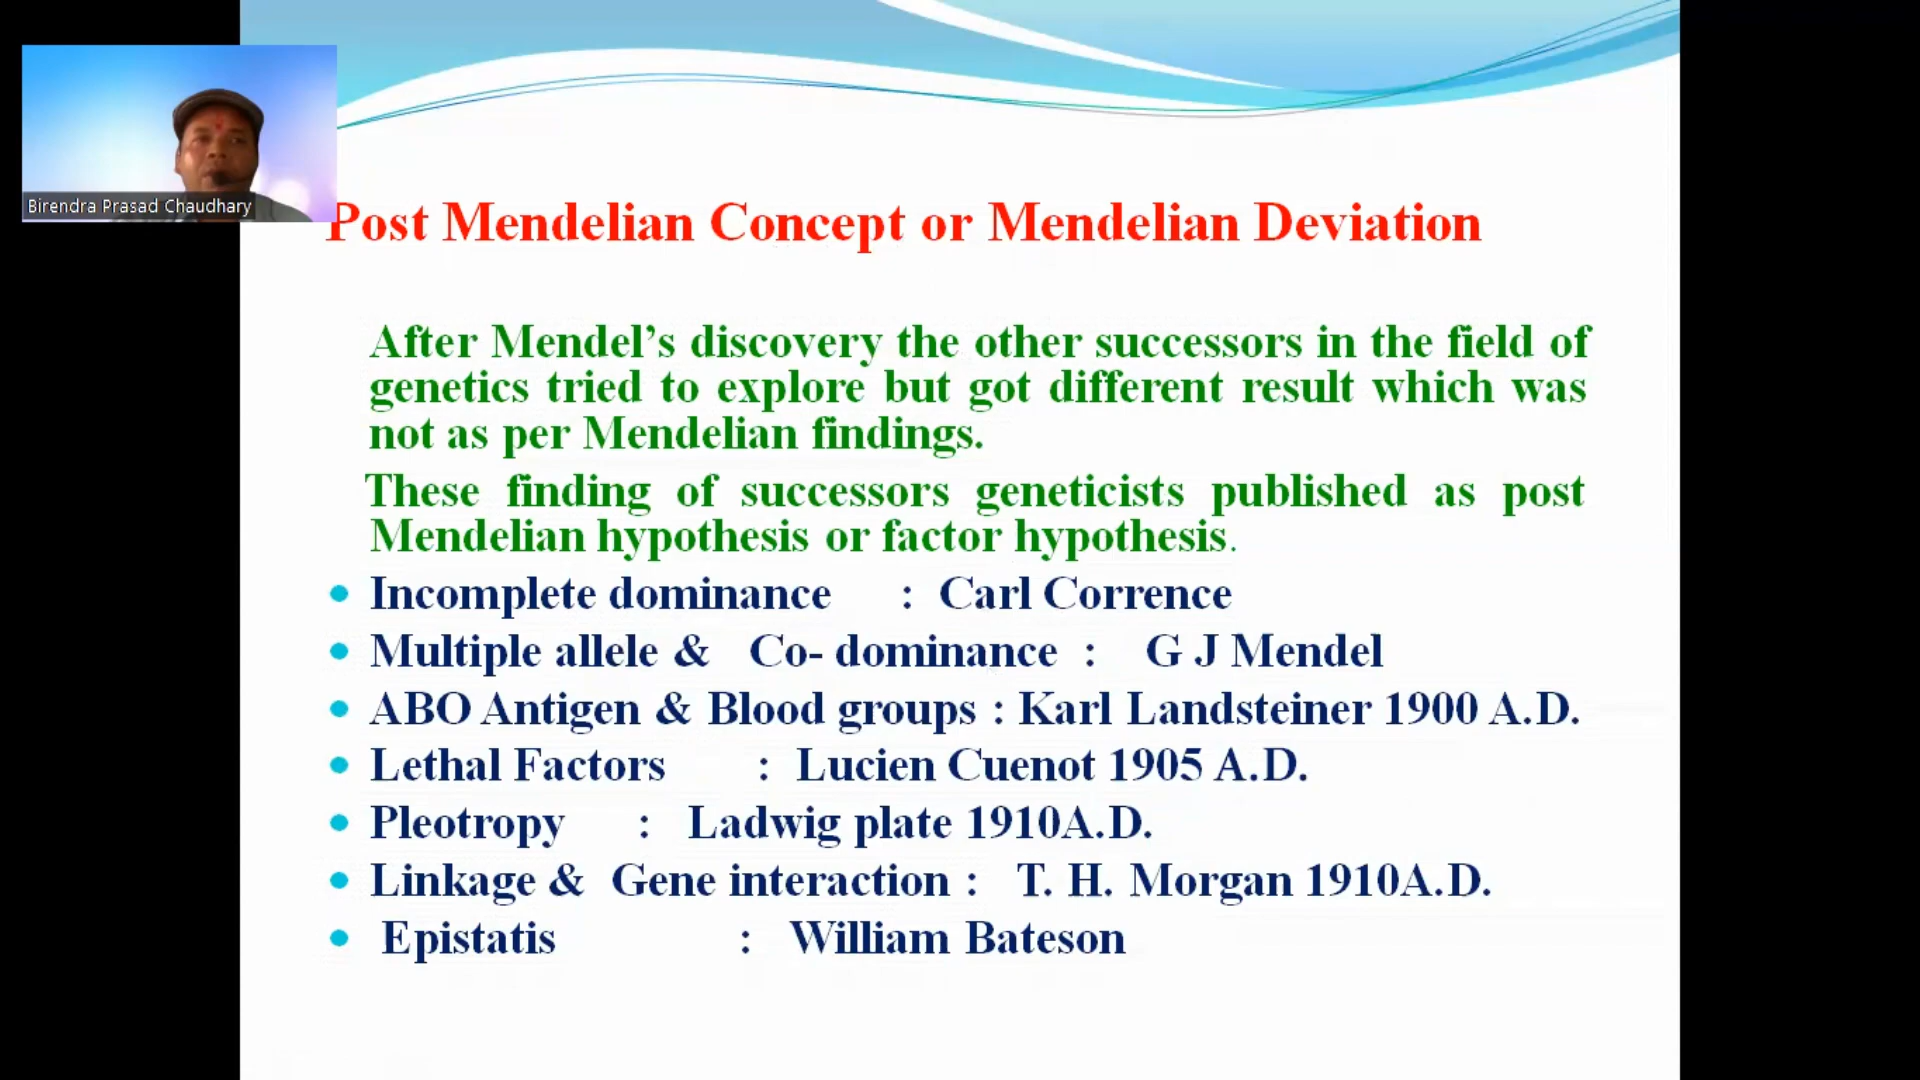 Birendra Prasad Chaudhary
Post Mendelian Concept or Mendelian Deviation
After Mendel’s discovery the other successors in the field of
genetics tried to explore but got different result which was
not as per Mendelian findings.
These finding of successors geneticists published as post
Mendelian hypothesis or factor hypothesis.
• Incomplete dominance : Carl Corrence
• Multiple allele & Co- dominance : G J Mendel
• ABO Antigen & Blood groups : Karl Landsteiner 1900 A.D.
• Lethal Factors : Lucien Cuenot 1905 A.D.
• Pleotropy : Ladwig plate 1910A.D.
• Linkage & Gene interaction : T. H. Morgan 1910A.D.
• Epistatis : William Bateson